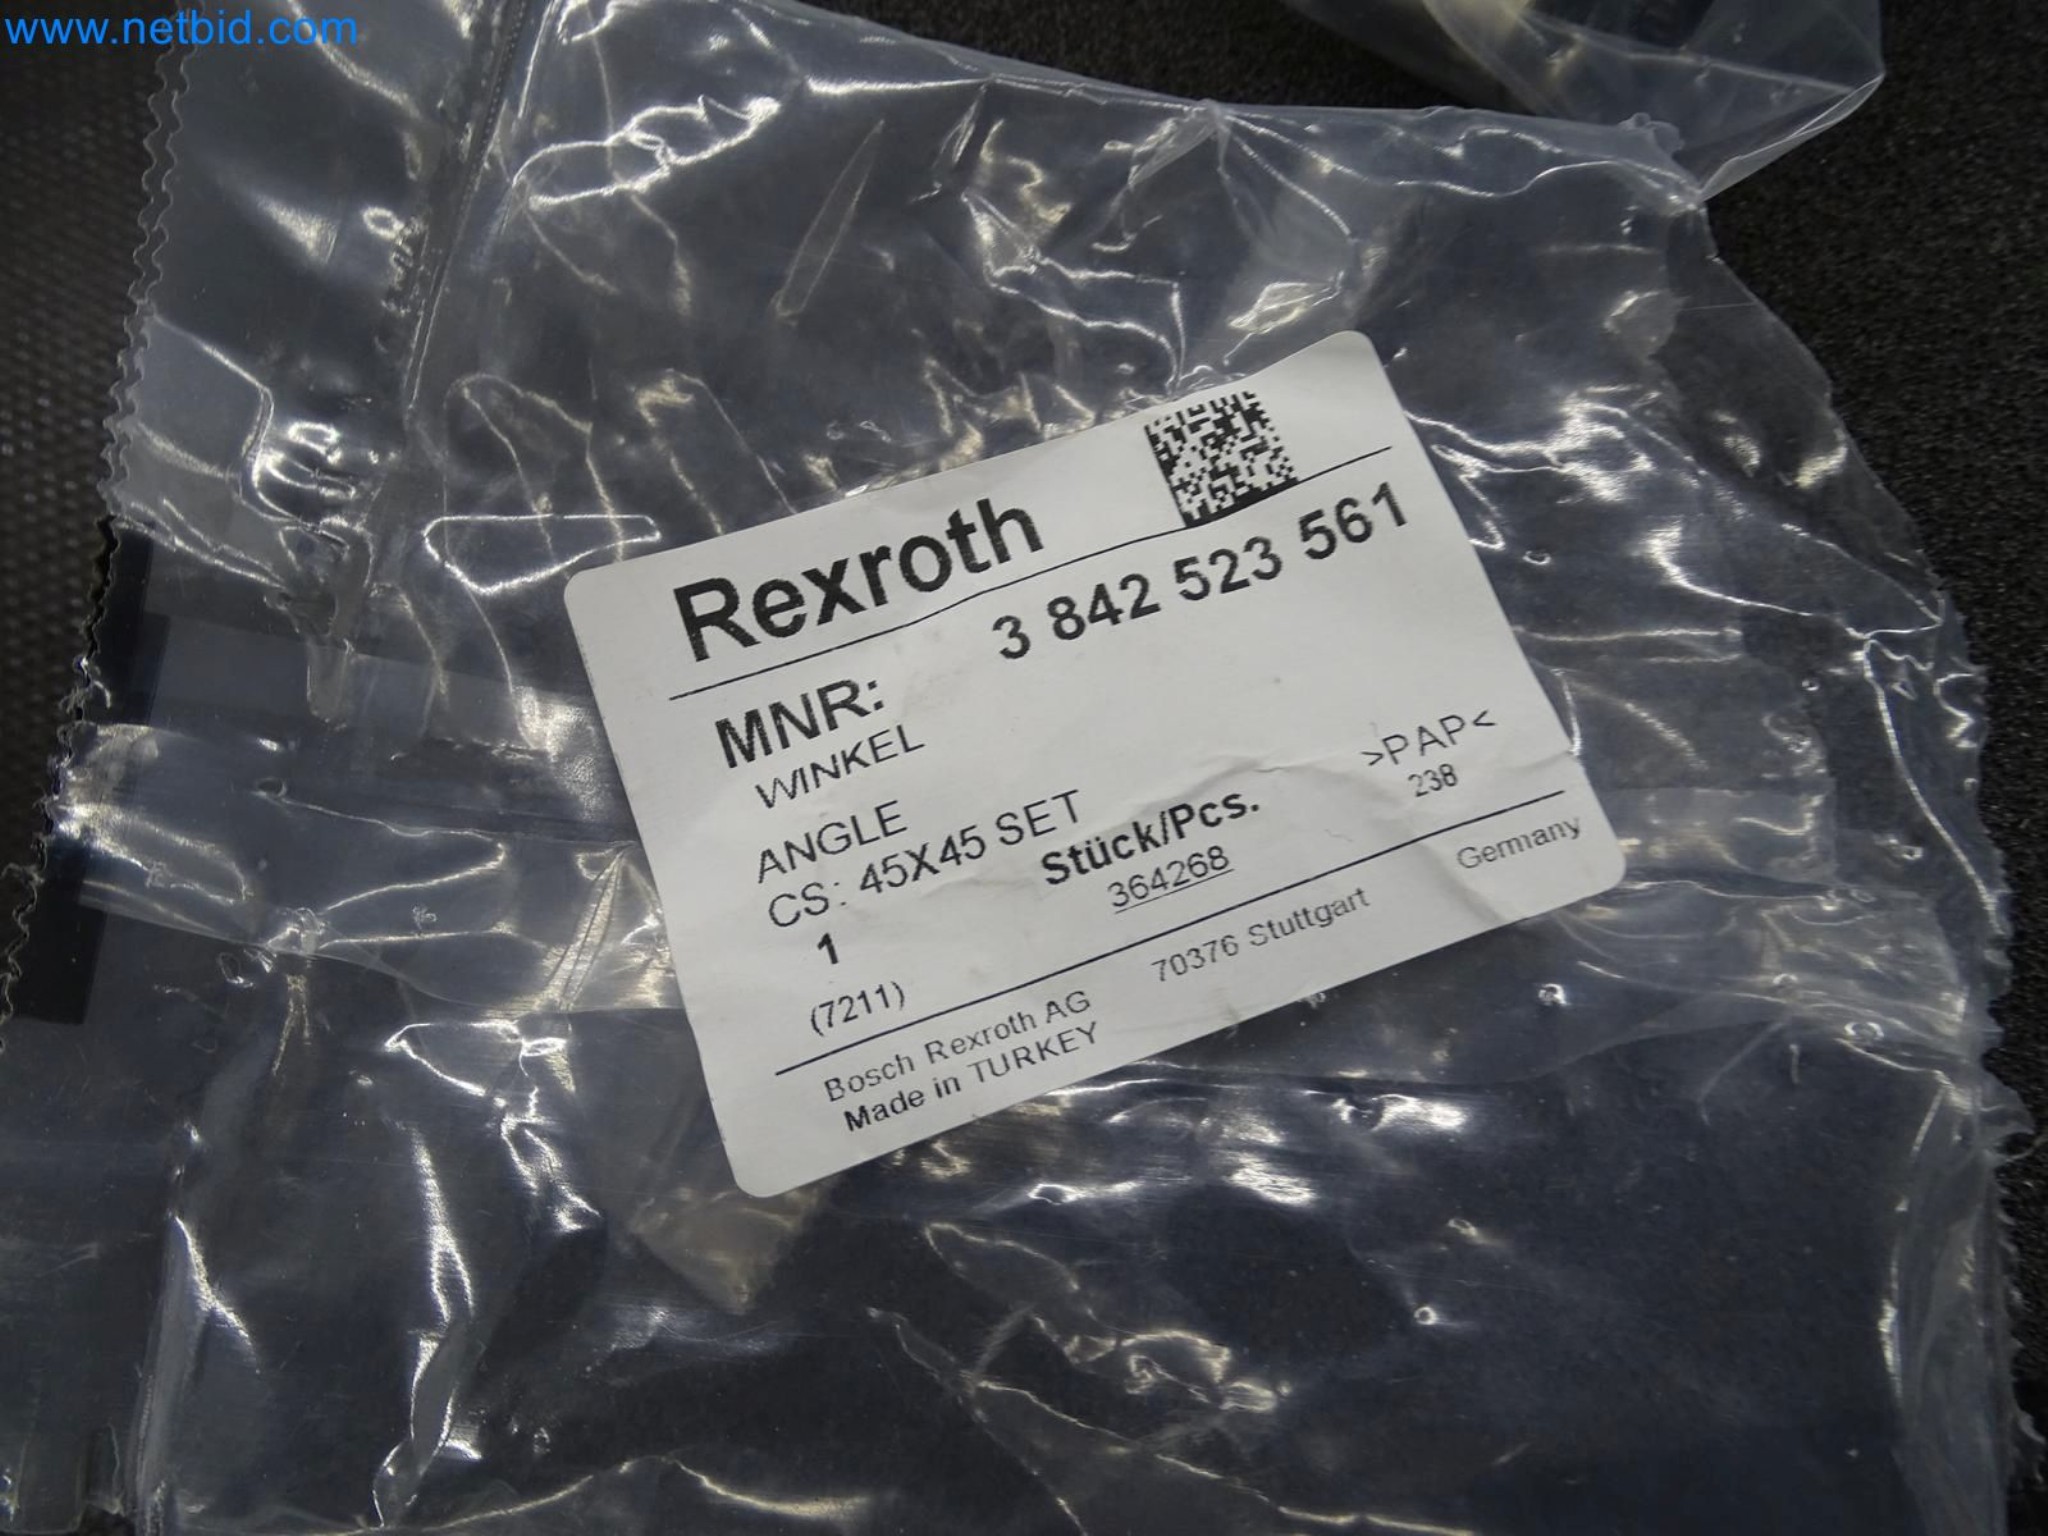 www.netbid.com
Rexroth
MNR: 3 842 523 561
WINKEL
ANGLE
CS: 45X45 SET
1 Stück/Pcs. >PAP<
(7211) 364268 238
Bosch Rexroth AG 70376 Stuttgart Germany
Made in TURKEY